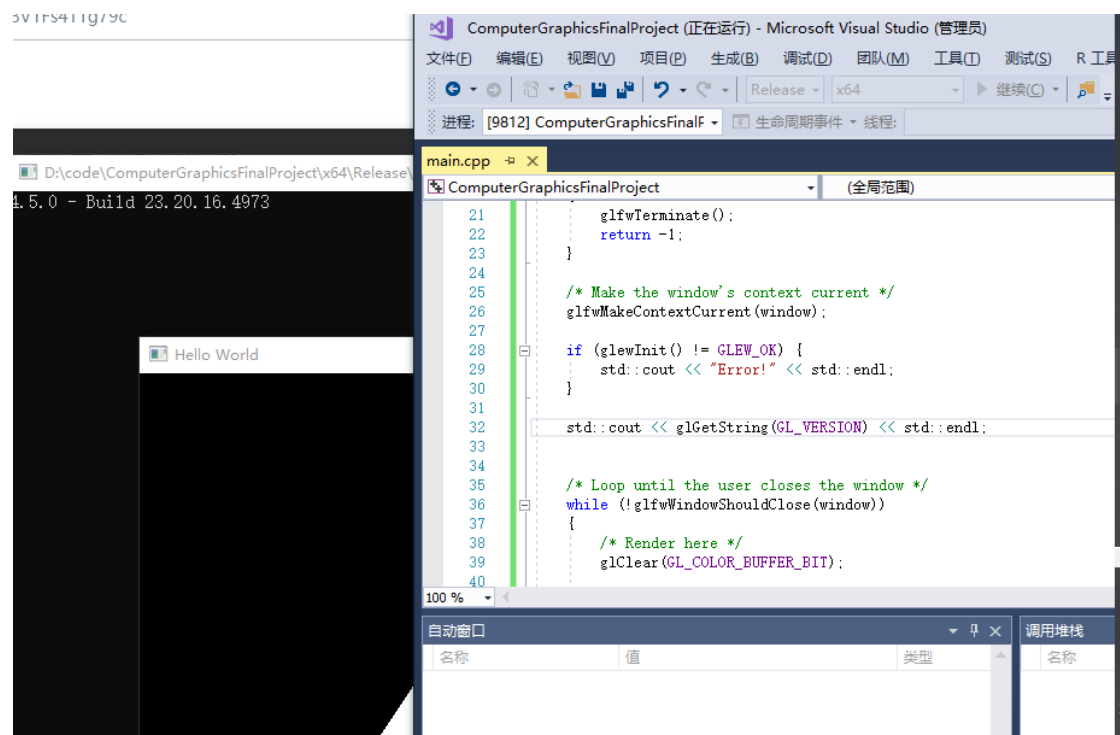 ComputerGraphicsFinalProject (正在运行) - Microsoft Visual Studio (管理员)
文件(F) 编辑(E) 视图(V) 项目(P) 生成(B) 调试(D) 团队(M) 工具(T) 测试(S) R 工具
Release x64 继续(C)
进程: [9812] ComputerGraphicsFinalF 生命周期事件 线程:
main.cpp
ComputerGraphicsFinalProject (全局范围)
21 glfwTerminate();
22 return -1;
23 }
24
25 /* Make the window's context current */
26 glfwMakeContextCurrent(window);
27
28 if (glewInit() != GLEW_OK) {
29 std::cout << "Error!" << std::endl;
30 }
31
32 std::cout << glGetString(GL_VERSION) << std::endl;
33
34
35 /* Loop until the user closes the window */
36 while (!glfwWindowShouldClose(window))
37 {
38 /* Render here */
39 glClear(GL_COLOR_BUFFER_BIT);
40
100 %
自动窗口
名称 值 类型
调用堆栈
名称
D:\code\ComputerGraphicsFinalProject\x64\Release\
4.5.0 - Build 23.20.16.4973
Hello World